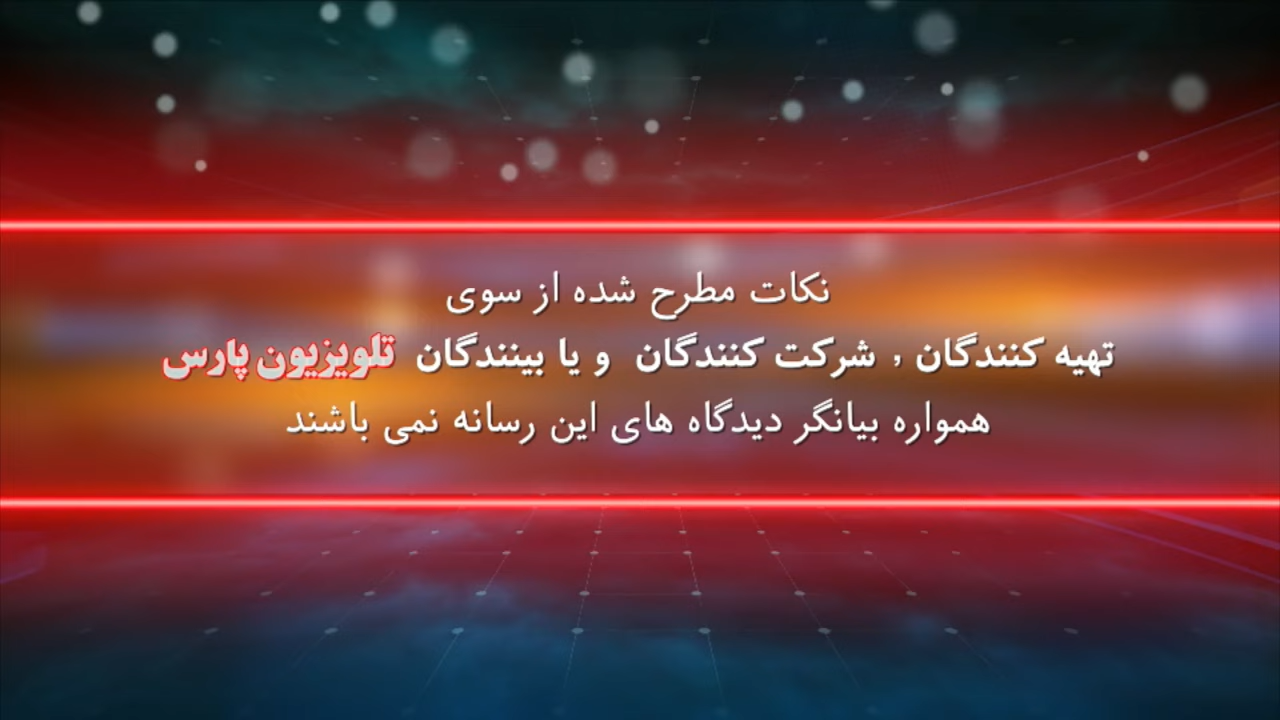 نکات مطرح شده از سوی
تهیه کنندگان , شرکت کنندگان و یا بینندگان تلویزیون پارس
همواره بیانگر دیدگاه های این رسانه نمی باشند